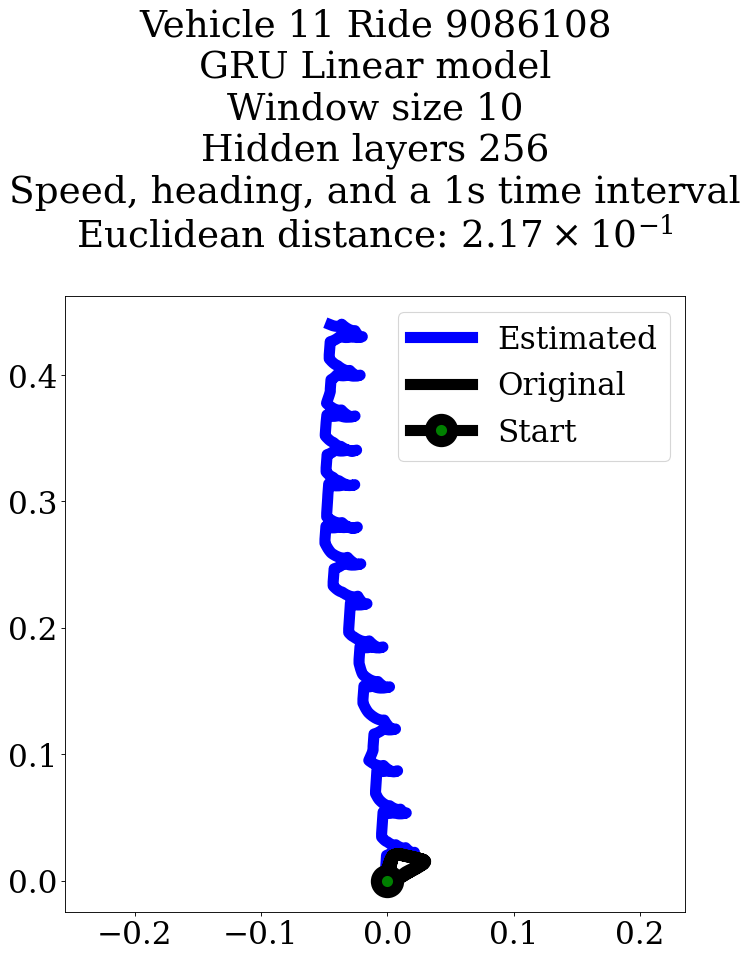 Vehicle 11 Ride 9086108
GRU Linear model
Window size 10
Hidden layers 256
Speed, heading, and a 1s time interval
Euclidean distance: 2.17 × 10⁻¹
Estimated
Original
Start
0.4
0.3
0.2
0.1
0.0
−0.2 −0.1 0.0 0.1 0.2